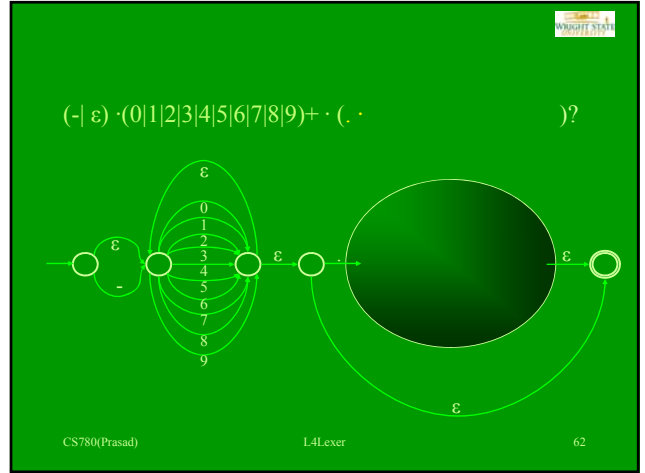 WRIGHT STATE
UNIVERSITY
(-| ε) ·(0|1|2|3|4|5|6|7|8|9)+ · (. · )?
ε
0
1
2
3
4
5
6
7
8
9
ε
-
ε
.
ε
ε
CS780(Prasad) L4Lexer 62